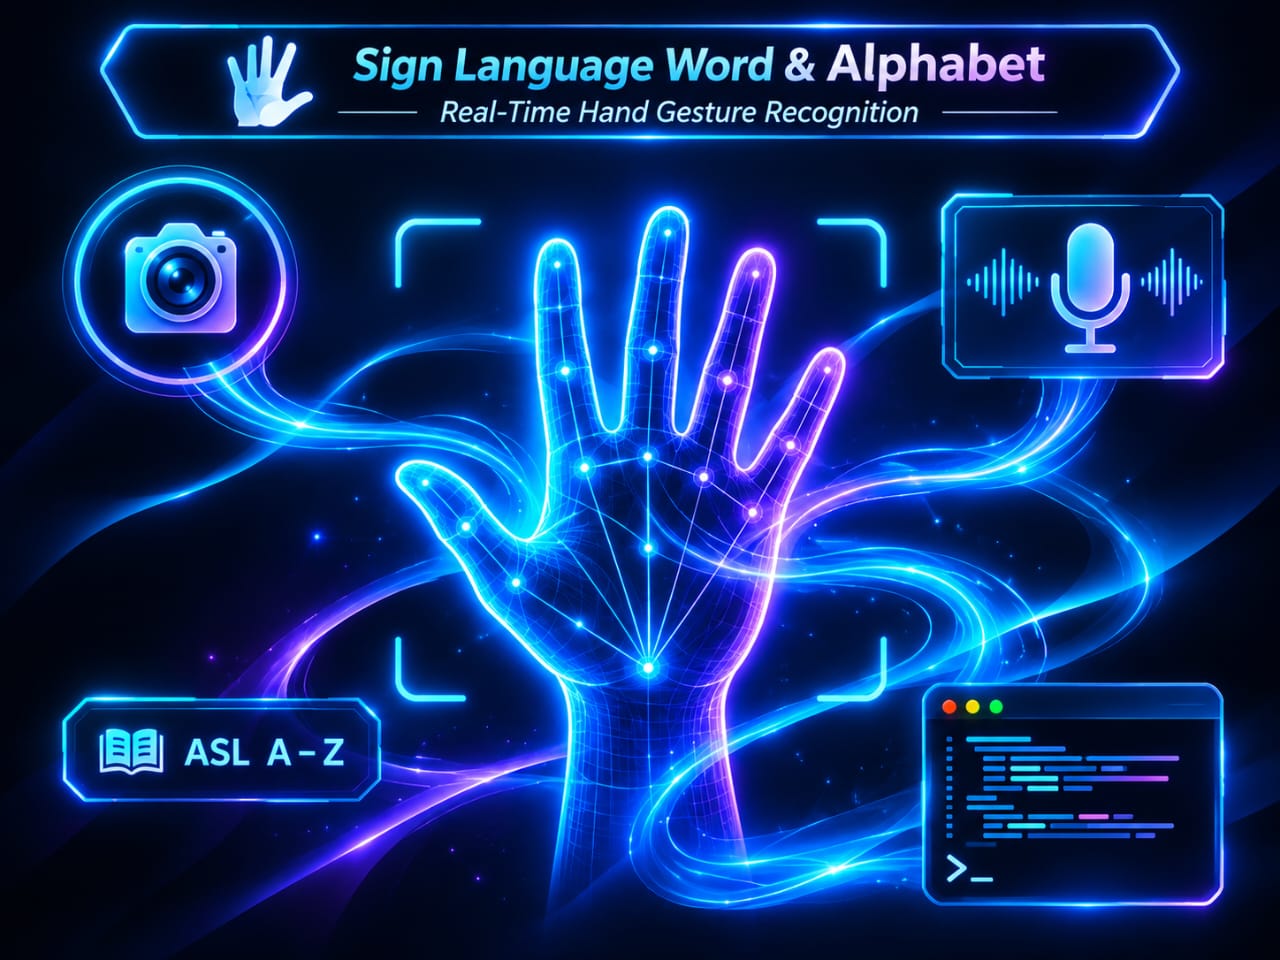 Sign Language Word & Alphabet
Real-Time Hand Gesture Recognition
ASL A – Z
>_